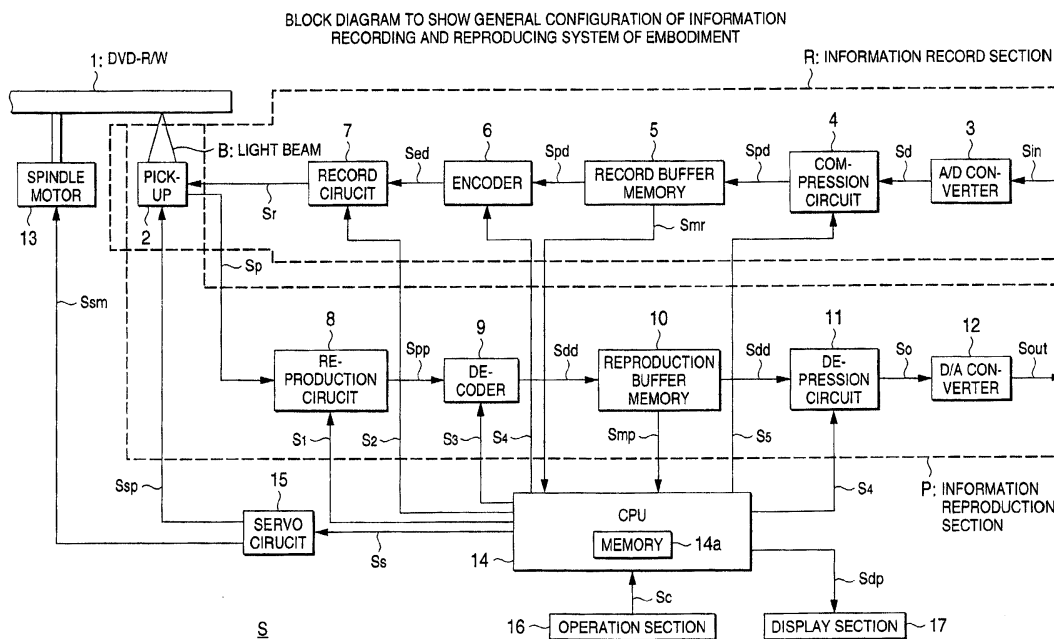 BLOCK DIAGRAM TO SHOW GENERAL CONFIGURATION OF INFORMATION
RECORDING AND REPRODUCING SYSTEM OF EMBODIMENT
1: DVD-R/W
R: INFORMATION RECORD SECTION
B: LIGHT BEAM
7
6
5
4
3
SPINDLE
MOTOR
13
PICK-
UP
2
Sr
RECORD
CIRUCIT
Sed
ENCODER
Spd
RECORD BUFFER
MEMORY
Spd
COM-
PRESSION
CIRCUIT
Sd
A/D CON-
VERTER
Sin
Smr
Sp
Ssm
8
9
10
11
12
RE-
PRODUCTION
CIRUCIT
Spp
DE-
CODER
Sdd
REPRODUCTION
BUFFER
MEMORY
Sdd
DE-
PRESSION
CIRCUIT
So
D/A CON-
VERTER
Sout
S1
S2
S3
S4
Smp
S5
S4
Ssp
P: INFORMATION
REPRODUCTION
SECTION
15
SERVO
CIRUCIT
Ss
CPU
MEMORY
14a
14
Sc
Sdp
S
16
OPERATION SECTION
DISPLAY SECTION
17